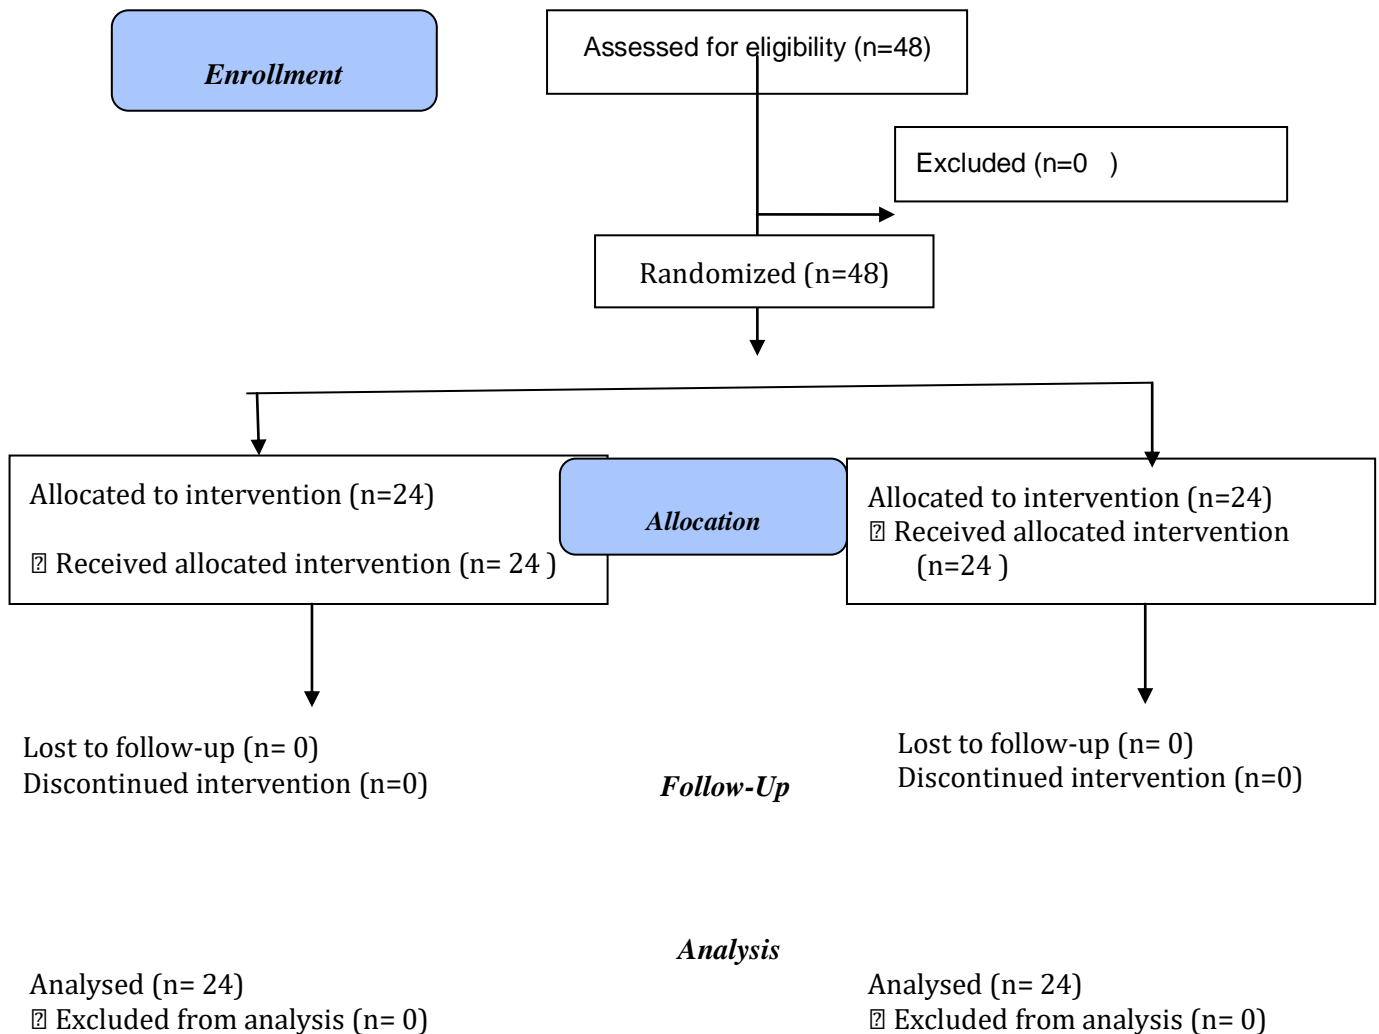 Enrollment
Assessed for eligibility (n=48)
Excluded (n=0   )
Randomized (n=48)
Allocated to intervention (n=24)
⍰ Received allocated intervention (n= 24 )
Allocation
Allocated to intervention (n=24)
⍰ Received allocated intervention
(n=24 )
Lost to follow-up (n= 0)
Discontinued intervention (n=0)
Follow-Up
Lost to follow-up (n= 0)
Discontinued intervention (n=0)
Analysis
Analysed (n= 24)
⍰ Excluded from analysis (n= 0)
Analysed (n= 24)
⍰ Excluded from analysis (n= 0)